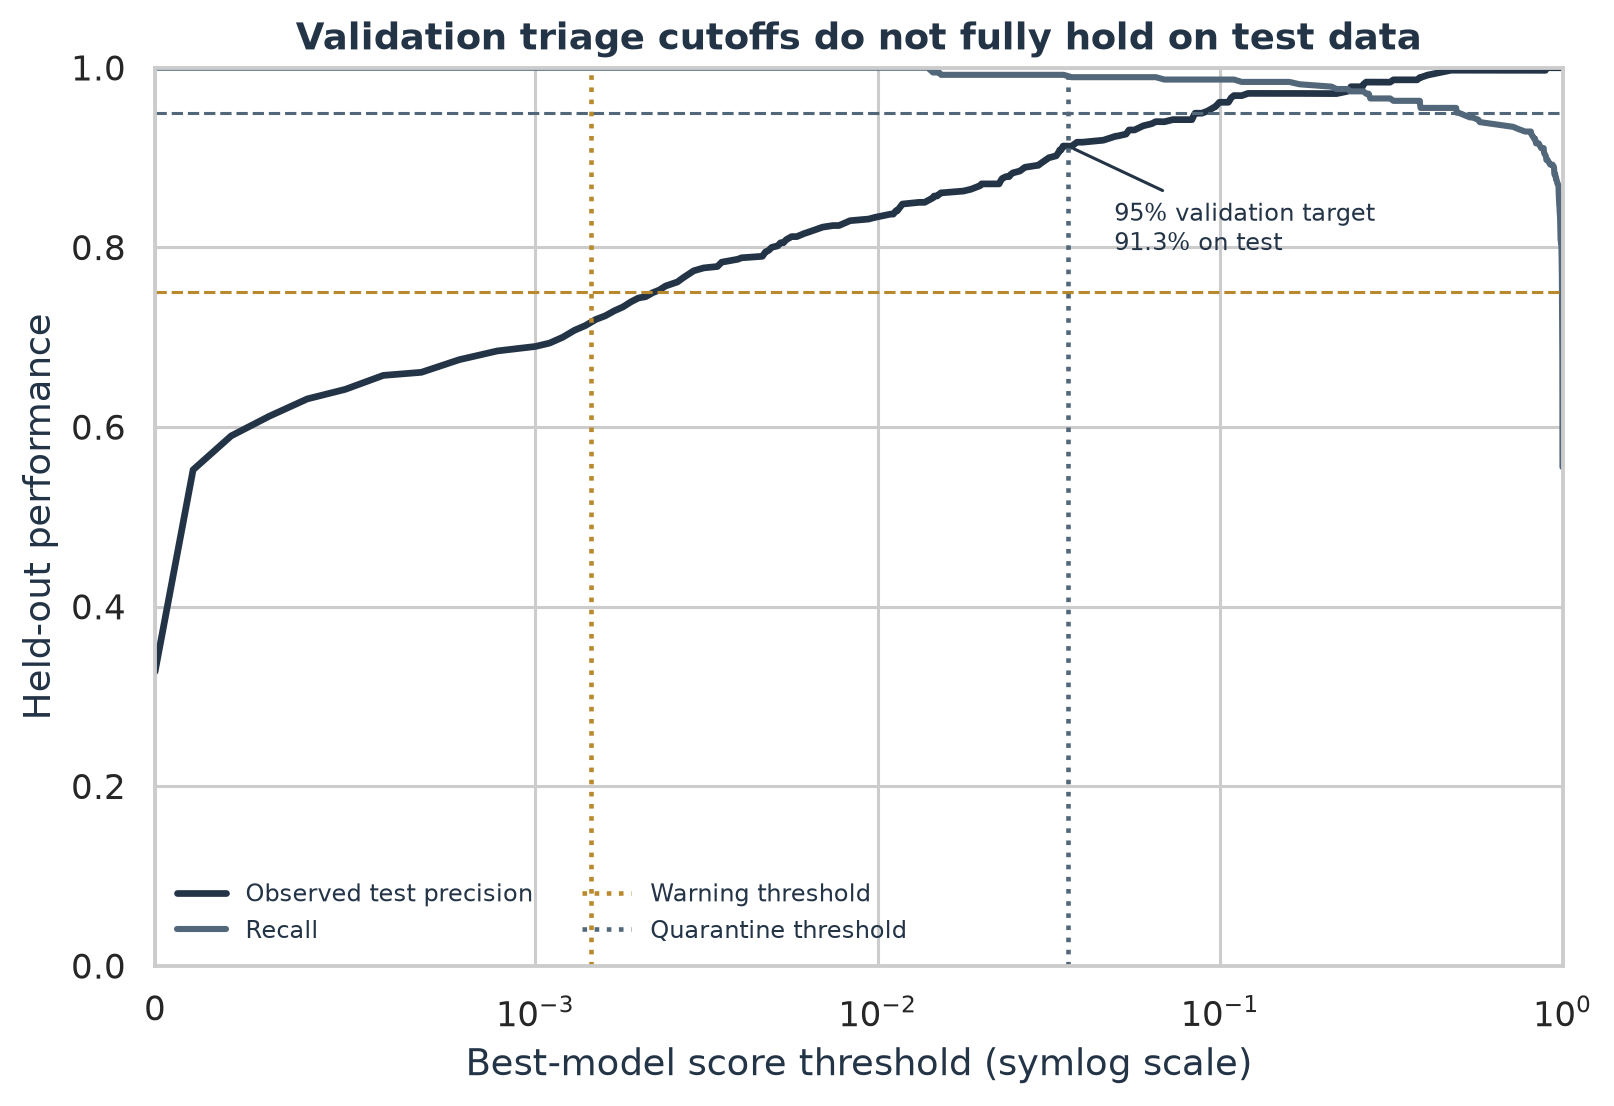 Validation triage cutoffs do not fully hold on test data
Held-out performance
1.0
0.8
0.6
0.4
0.2
0.0
95% validation target
91.3% on test
Observed test precision
Recall
Warning threshold
Quarantine threshold
0
10⁻³
10⁻²
10⁻¹
10⁰
Best-model score threshold (symlog scale)